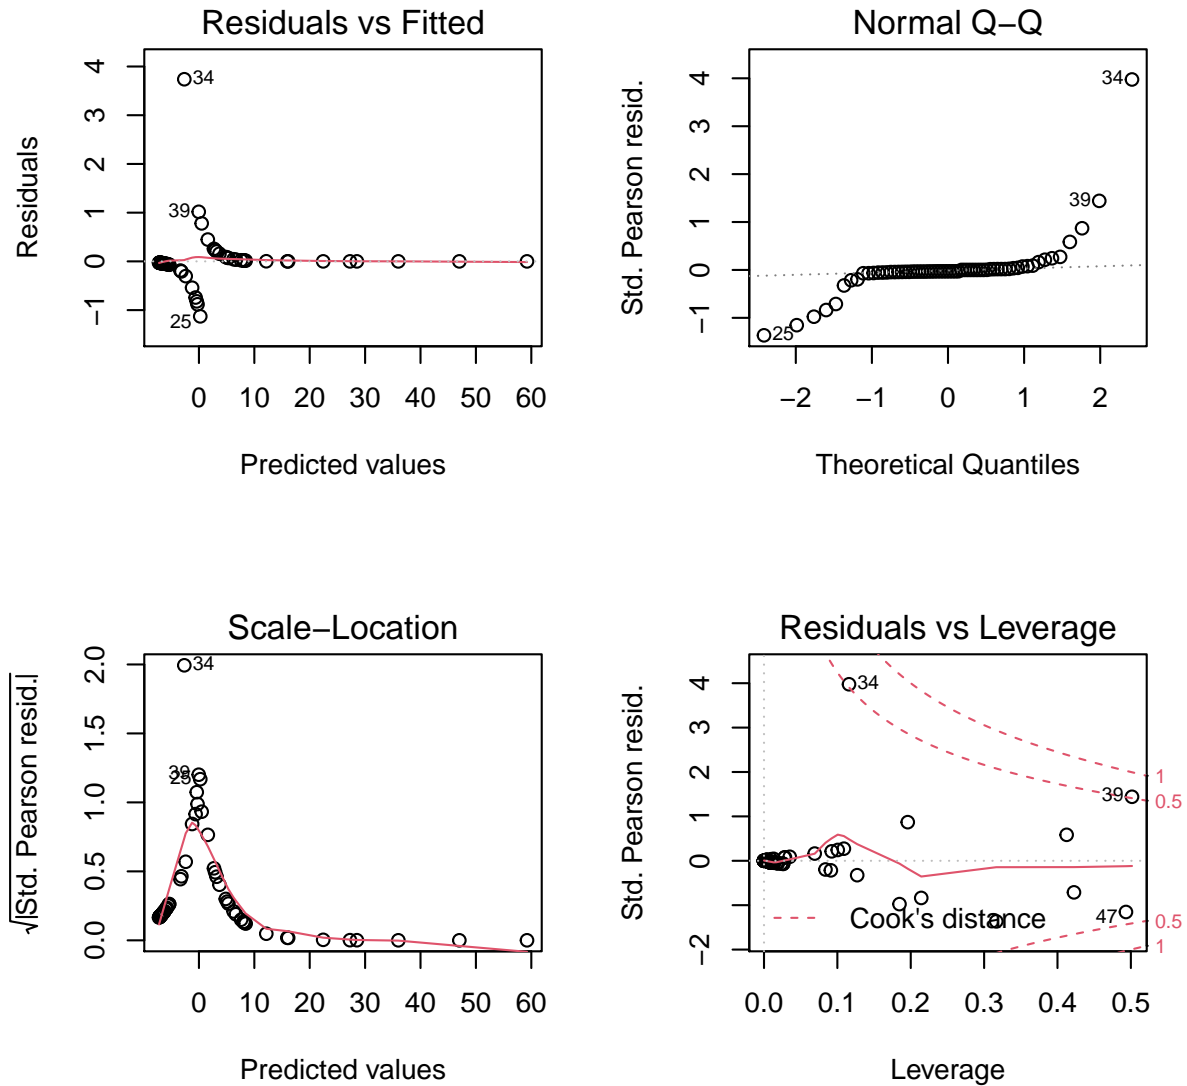 Residuals vs Fitted
Residuals
4
3
2
1
0
−1
34
39
25
0 10 20 30 40 50 60
Predicted values
Normal Q−Q
Std. Pearson resid.
4
3
2
1
0
−1
34
39
25
−2 −1 0 1 2
Theoretical Quantiles
Scale−Location
√|Std. Pearson resid.|
2.0
1.5
1.0
0.5
0.0
34
39
25
0 10 20 30 40 50 60
Predicted values
Residuals vs Leverage
Std. Pearson resid.
4
3
2
1
0
−2
34
39
47
1
0.5
0.5
1
Cook's distance
0.0 0.1 0.2 0.3 0.4 0.5
Leverage